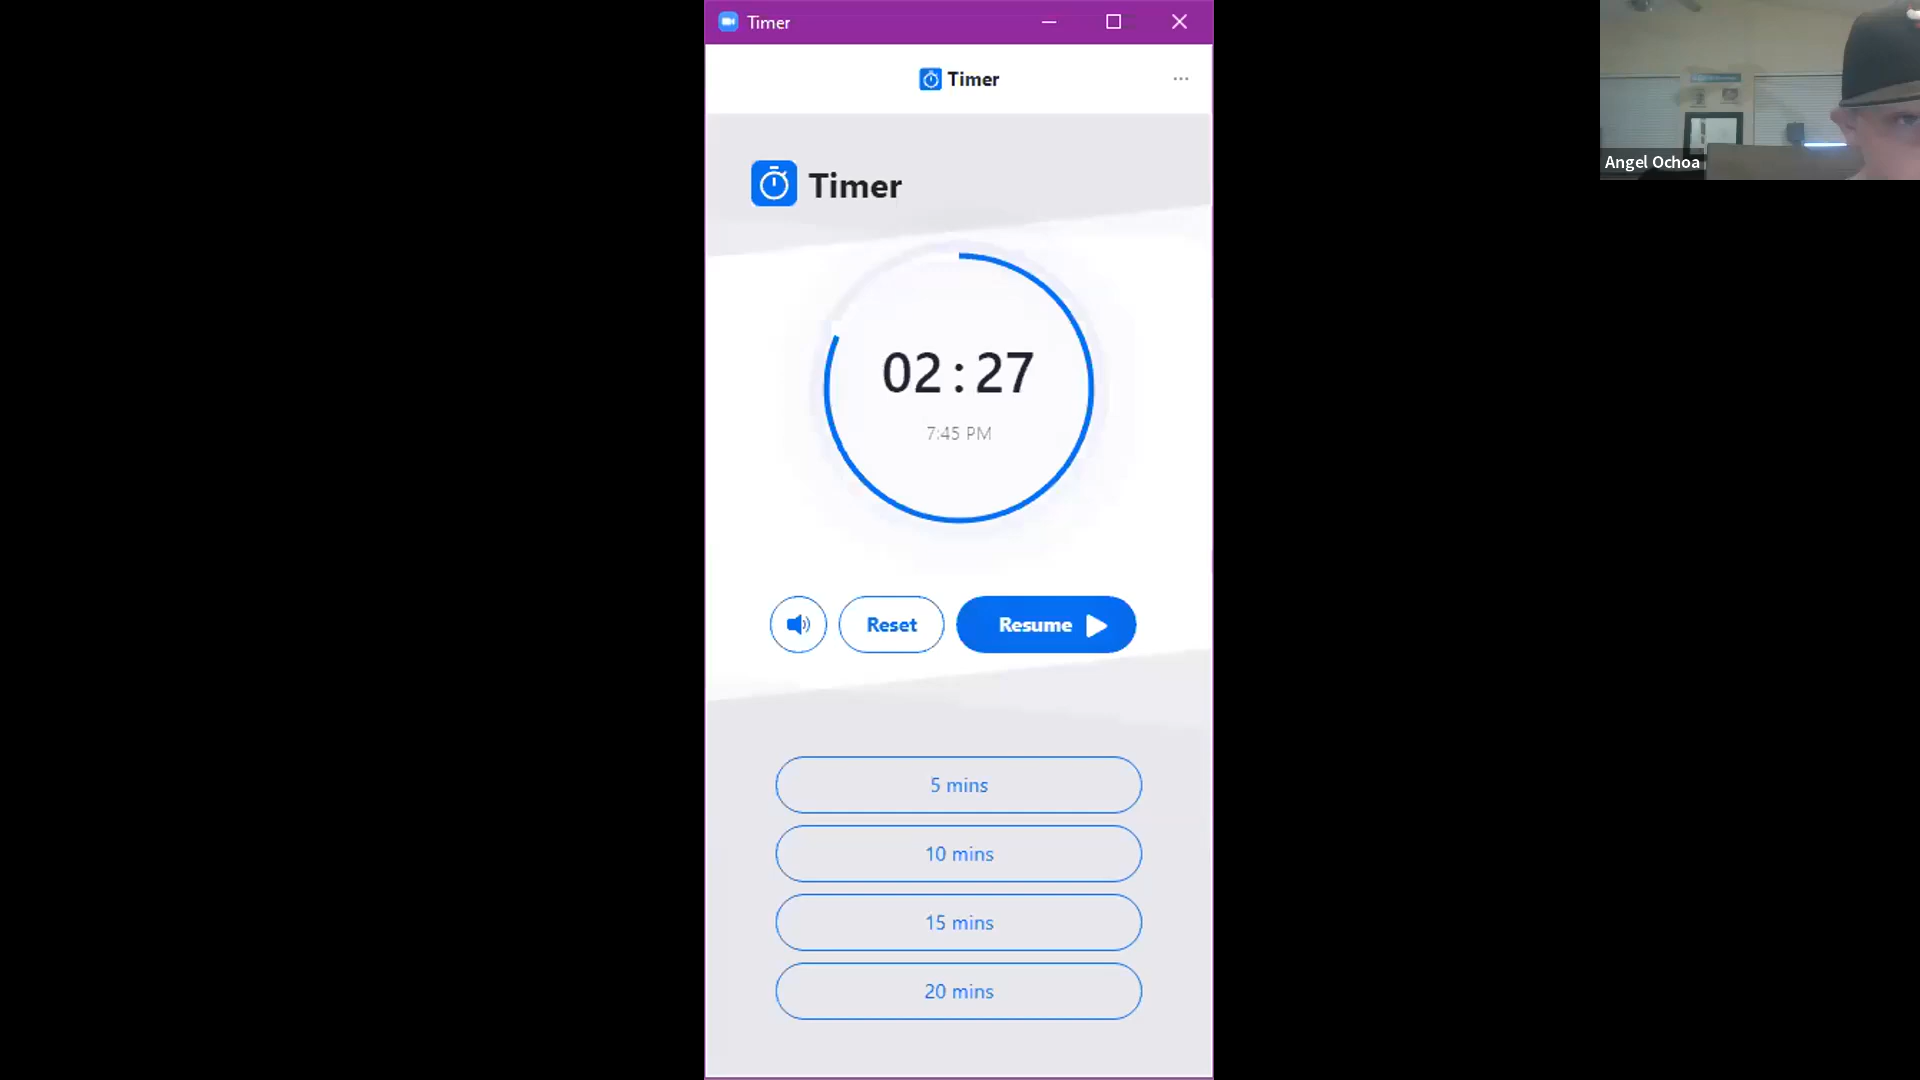 Timer
Timer
Timer
02:27
7:45 PM
Reset
Resume
5 mins
10 mins
15 mins
20 mins
Angel Ochoa